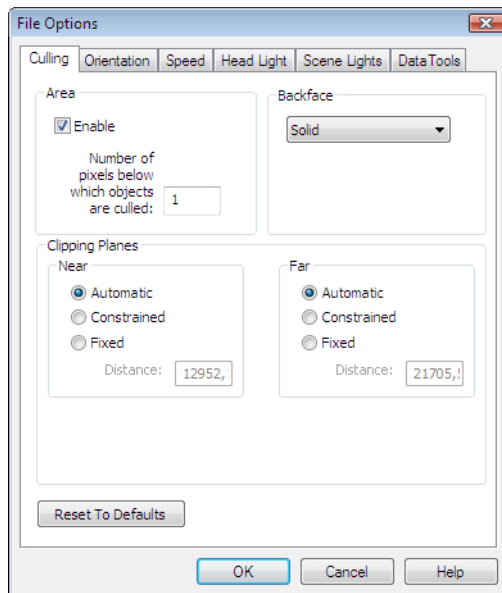 File Options
Culling Orientation Speed Head Light Scene Lights DataTools
Area
Enable
Number of
pixels below
which objects
are culled: 1
Backface
Solid
Clipping Planes
Near
Automatic
Constrained
Fixed
Distance: 12952,
Far
Automatic
Constrained
Fixed
Distance: 21705,
Reset To Defaults
OK Cancel Help